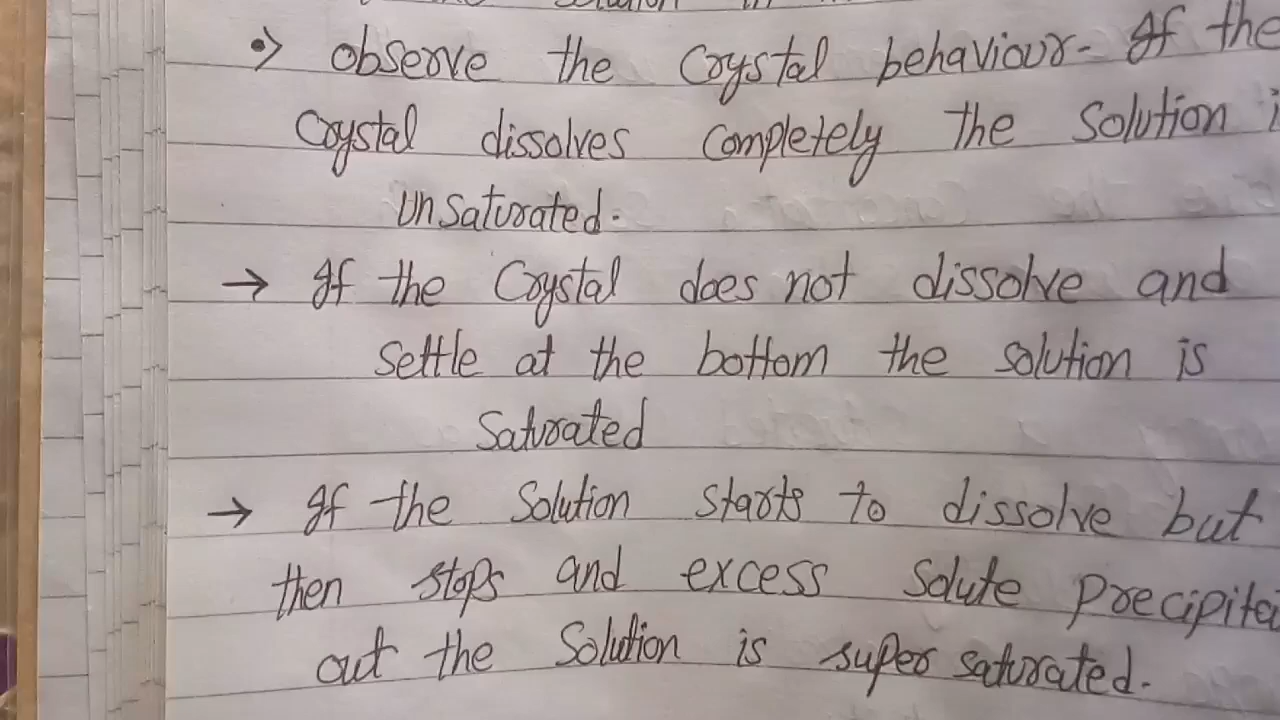 solution in
•> observe the Crystal behaviour- If the
Crystal dissolves completely the solution
unsaturated.
→ If the Crystal does not dissolve and
settle at the bottom the solution is
Saturated
→ If the Solution starts to dissolve but
then stops and excess Solute
out the Solution is super saturated.